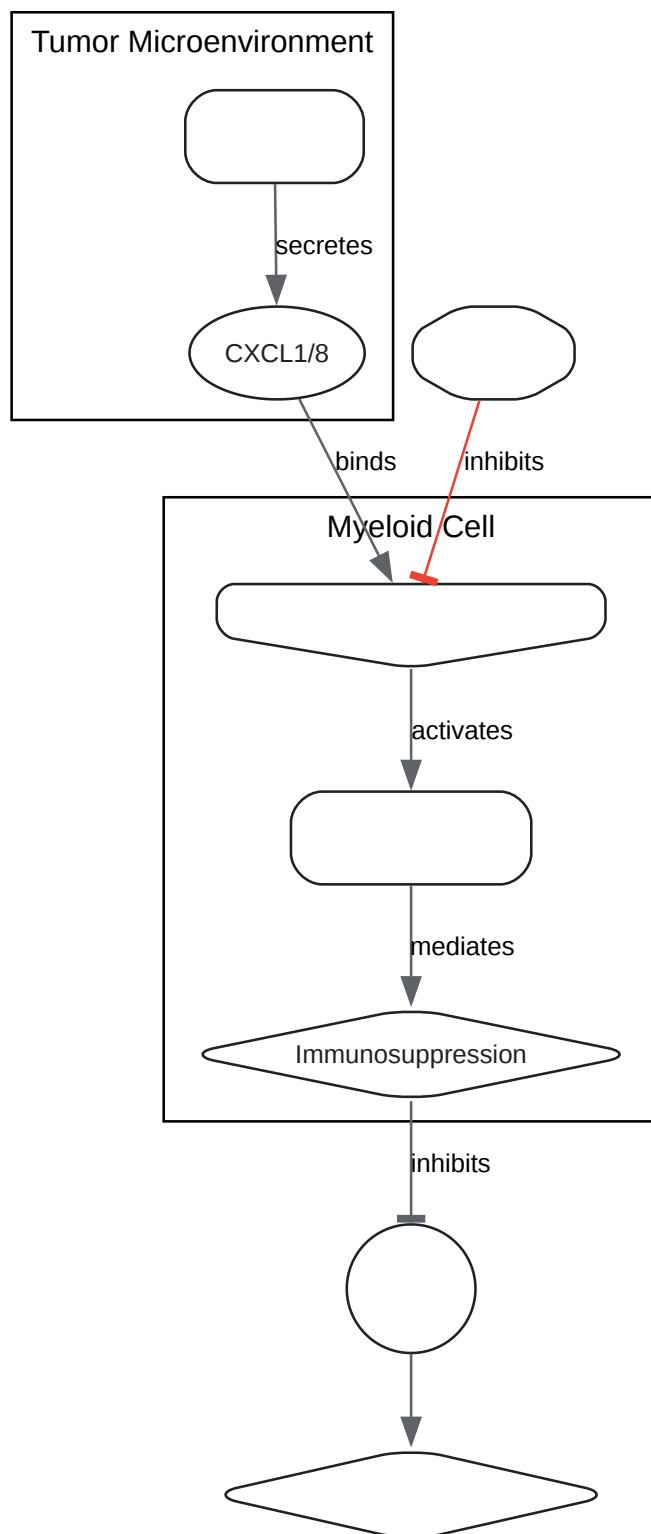 Tumor Microenvironment
secretes
CXCL1/8
binds
inhibits
Myeloid Cell
activates
mediates
Immunosuppression
inhibits